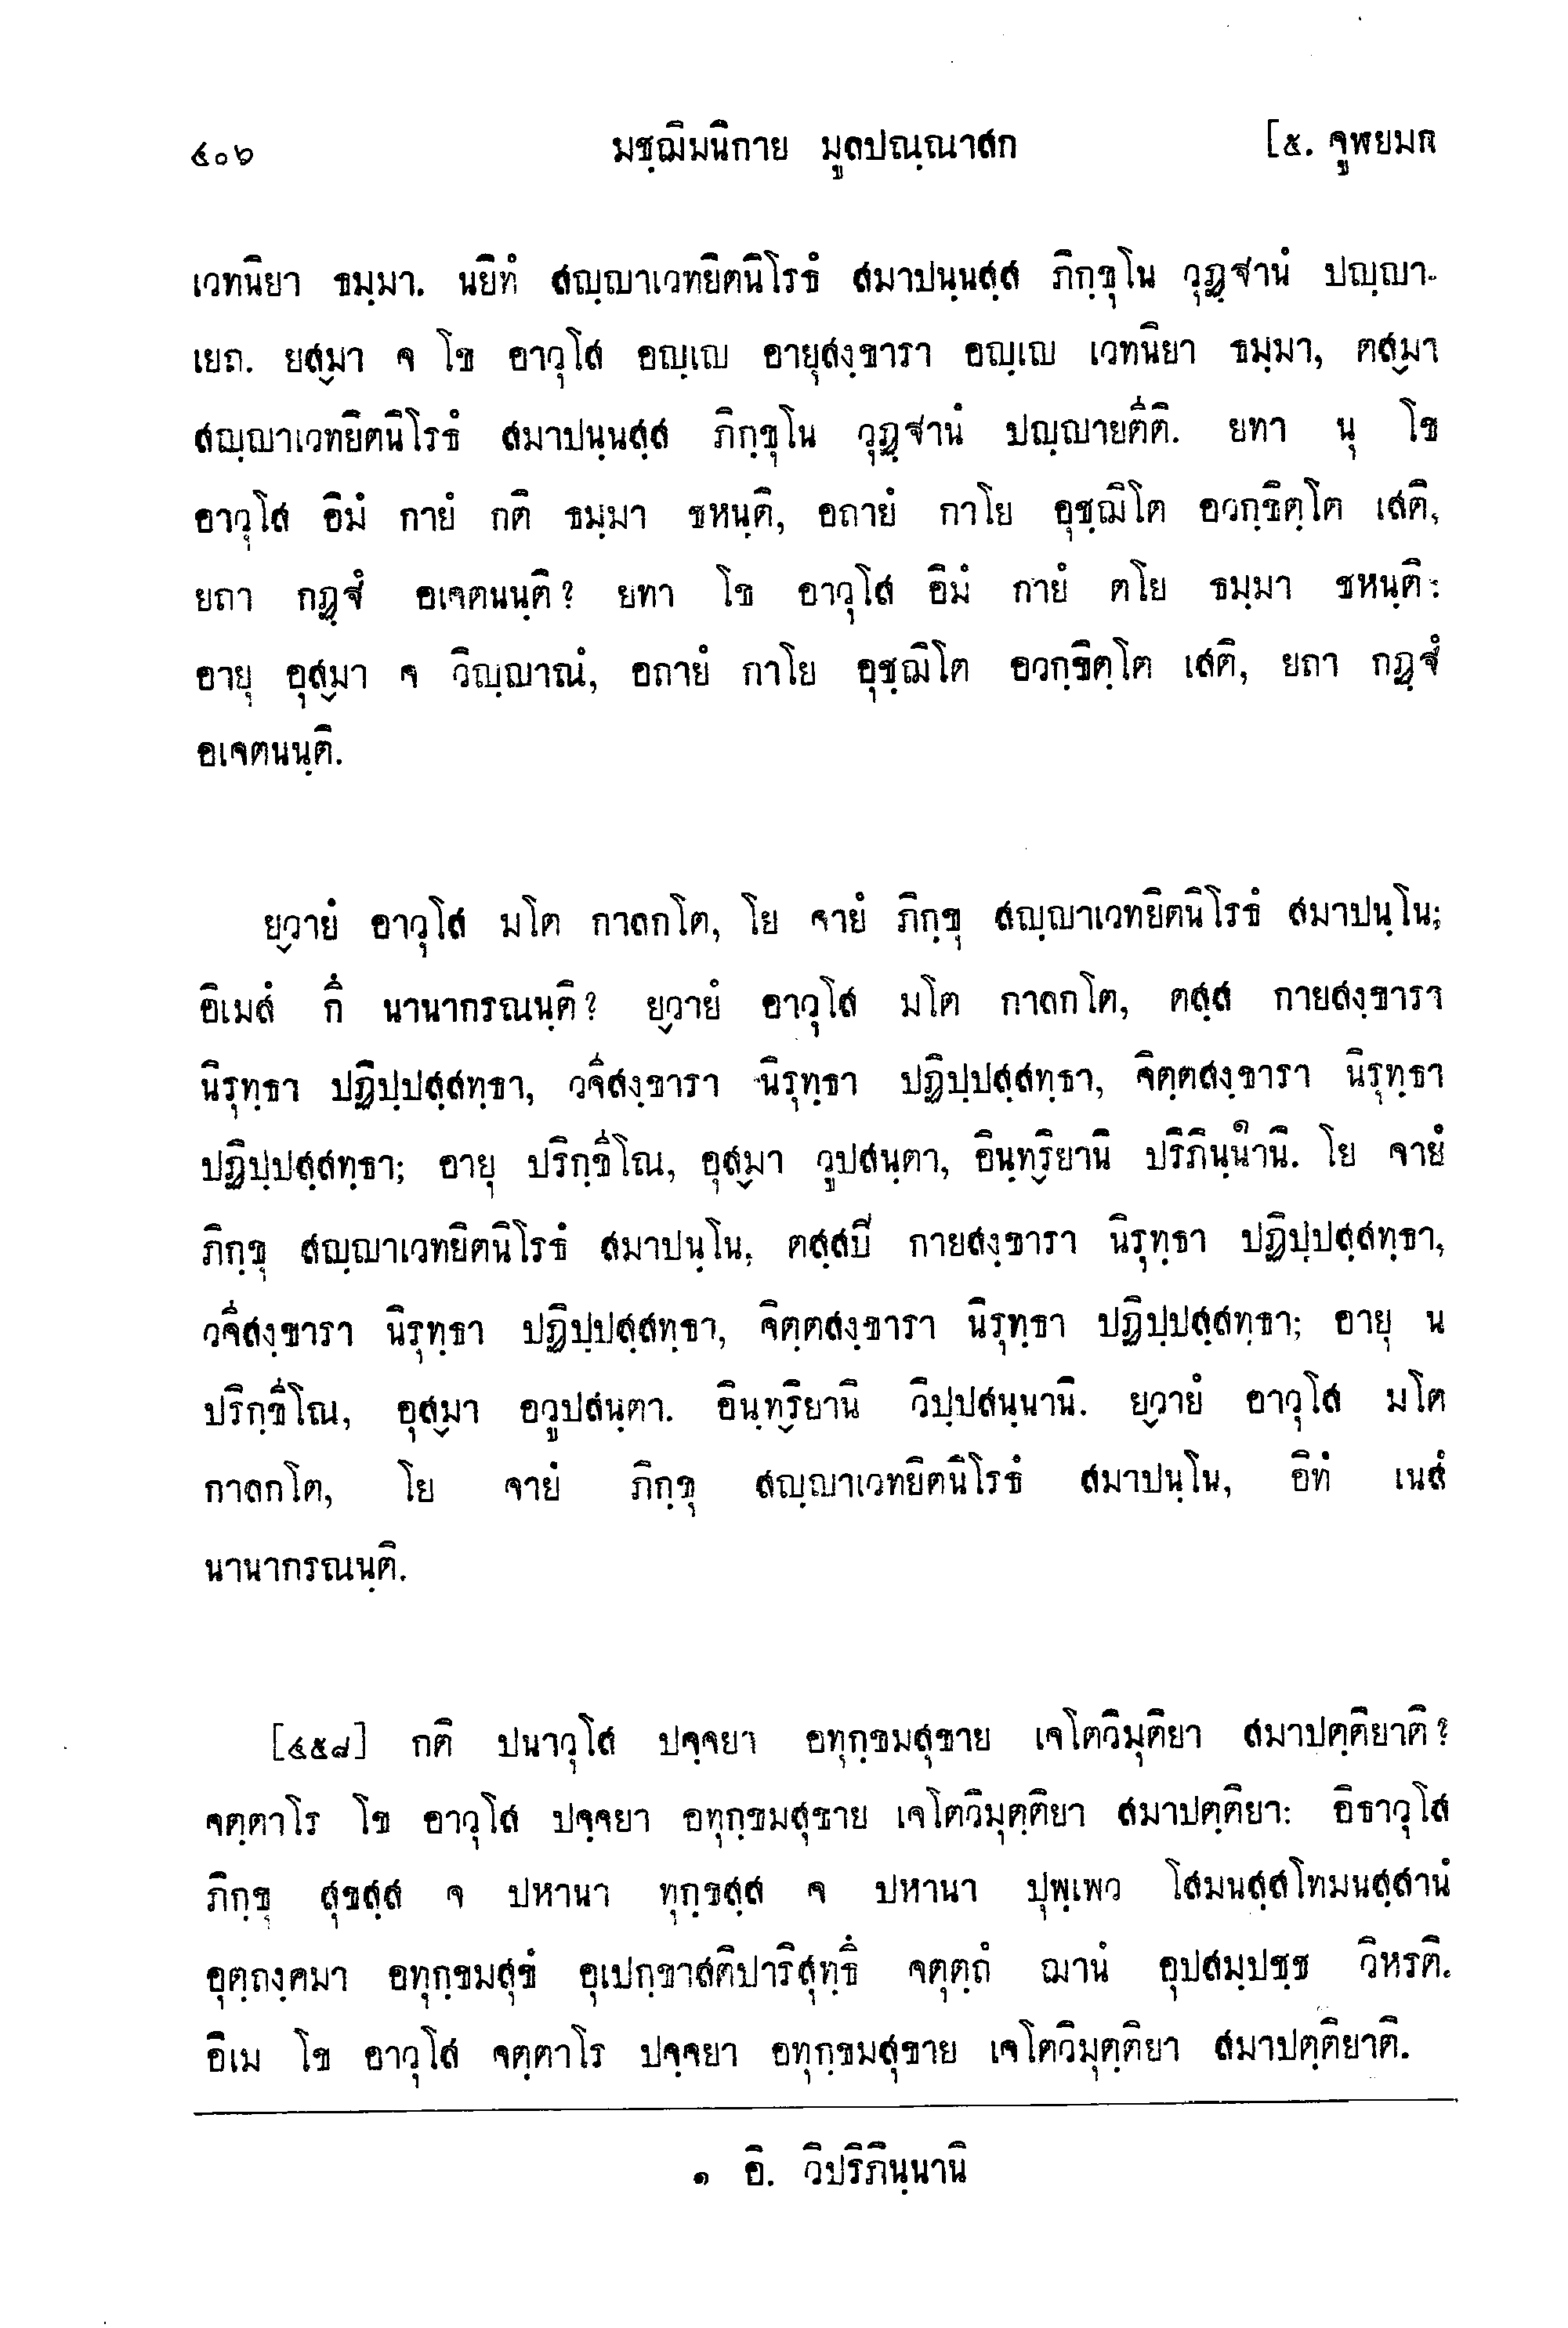 ๔๐๖ มชฺฌิมนิกาย มูลปณฺณาสก [๕. จูฬยมก
เวทนิยา ธมฺมา. นยิทํ สญฺญาเวทยิตนิโรธํ สมาปนฺนสฺส ภิกฺขุโน วุฏฺฐานํ ปญฺญา-
เยถ. ยสฺมา จ โข อาวุโส อญฺเญ อายุสงฺขารา อญฺเญ เวทนิยา ธมฺมา, ตสฺมา
สญฺญาเวทยิตนิโรธํ สมาปนฺนสฺส ภิกฺขุโน วุฏฺฐานํ ปญฺญายตีติ. ยทา นุ โข
อาวุโส อิมํ กายํ กติ ธมฺมา ชหนฺติ, อถายํ กาโย อุชฺฌิโต อวกฺขิตฺโต เสติ,
ยถา กฏฺฐํ อเจตนนฺติ? ยทา โข อาวุโส อิมํ กายํ ตโย ธมฺมา ชหนฺติ:
อายุ อุสฺมา จ วิญฺญาณํ, อถายํ กาโย อุชฺฌิโต อวกฺขิตฺโต เสติ, ยถา กฏฺฐํ
อเจตนนฺติ.
ยฺวายํ อาวุโส มโต กาลกโต, โย จายํ ภิกฺขุ สญฺญาเวทยิตนิโรธํ สมาปนฺโน;
อิเมสํ กึ นานากรณนฺติ? ยฺวายํ อาวุโส มโต กาลกโต, ตสฺส กายสงฺขารา
นิรุทฺธา ปฏิปฺปสฺสทฺธา, วจีสงฺขารา นิรุทฺธา ปฏิปฺปสฺสทฺธา, จิตฺตสงฺขารา นิรุทฺธา
ปฏิปฺปสฺสทฺธา; อายุ ปริกฺขีโณ, อุสฺมา วูปสนฺตา, อินฺทฺริยานิ ปริภินฺนานิ๑. โย จายํ
ภิกฺขุ สญฺญาเวทยิตนิโรธํ สมาปนฺโน, ตสฺสปิ กายสงฺขารา นิรุทฺธา ปฏิปฺปสฺสทฺธา,
วจีสงฺขารา นิรุทฺธา ปฏิปฺปสฺสทฺธา, จิตฺตสงฺขารา นิรุทฺธา ปฏิปฺปสฺสทฺธา; อายุ น
ปริกฺขีโณ, อุสฺมา อวูปสนฺตา. อินฺทฺริยานิ วิปฺปสนฺนานิ. ยฺวายํ อาวุโส มโต
กาลกโต, โย จายํ ภิกฺขุ สญฺญาเวทยิตนิโรธํ สมาปนฺโน, อิทํ เนสํ
นานากรณนฺติ.
[๔๕๘] กติ ปนาวุโส ปจฺจยา อทุกฺขมสุขาย เจโตวิมุตฺติยา สมาปตฺติยาติ?
จตฺตาโร โข อาวุโส ปจฺจยา อทุกฺขมสุขาย เจโตวิมุตฺติยา สมาปตฺติยา: อิธาวุโส
ภิกฺขุ สุขสฺส จ ปหานา ทุกฺขสฺส จ ปหานา ปุพฺเพว โสมนสฺสโทมนสฺสานํ
อุตฺถงฺคมา อทุกฺขมสุขํ อุเปกฺขาสติปาริสุทฺธึ จตุตฺถํ ฌานํ อุปสมฺปชฺช วิหรติ.
อิเม โข อาวุโส จตฺตาโร ปจฺจยา อทุกฺขมสุขาย เจโตวิมุตฺติยา สมาปตฺติยาติ.
๑ อิ. วิปริภินฺนานิ